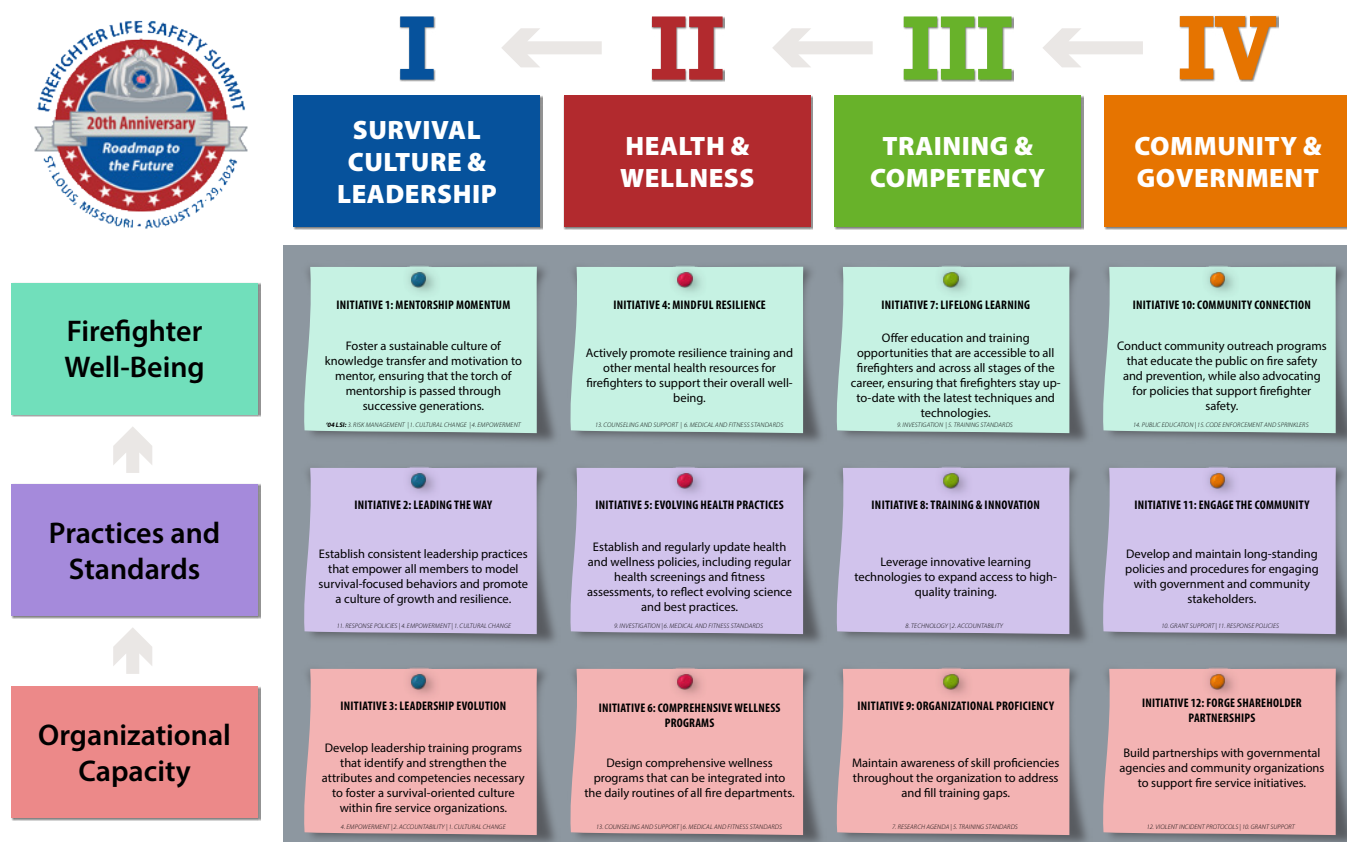 FIREFIGHTER LIFE SAFETY SUMMIT
20th Anniversary
Roadmap to
the Future
ST. LOUIS, MISSOURI • AUGUST 27-29, 2024
I
II
III
IV
SURVIVAL
CULTURE &
LEADERSHIP
HEALTH &
WELLNESS
TRAINING &
COMPETENCY
COMMUNITY &
GOVERNMENT
Firefighter
Well-Being
INITIATIVE 1: MENTORSHIP MOMENTUM
Foster a sustainable culture of
knowledge transfer and motivation to
mentor, ensuring that the torch of
mentorship is passed through
successive generations.
'04 LSI: 3. RISK MANAGEMENT | 1. CULTURAL CHANGE | 4. EMPOWERMENT
INITIATIVE 4: MINDFUL RESILIENCE
Actively promote resilience training and
other mental health resources for
firefighters to support their overall well-
being.
13. COUNSELING AND SUPPORT | 6. MEDICAL AND FITNESS STANDARDS
INITIATIVE 7: LIFELONG LEARNING
Offer education and training
opportunities that are accessible to all
firefighters and across all stages of the
career, ensuring that firefighters stay up-
to-date with the latest techniques and
technologies.
9. INVESTIGATION | 5. TRAINING STANDARDS
INITIATIVE 10: COMMUNITY CONNECTION
Conduct community outreach programs
that educate the public on fire safety
and prevention, while also advocating
for policies that support firefighter
safety.
14. PUBLIC EDUCATION | 15. CODE ENFORCEMENT AND SPRINKLERS
Practices and
Standards
INITIATIVE 2: LEADING THE WAY
Establish consistent leadership practices
that empower all members to model
survival-focused behaviors and promote
a culture of growth and resilience.
11. RESPONSE POLICIES | 4. EMPOWERMENT | 1. CULTURAL CHANGE
INITIATIVE 5: EVOLVING HEALTH PRACTICES
Establish and regularly update health
and wellness policies, including regular
health screenings and fitness
assessments, to reflect evolving science
and best practices.
9. INVESTIGATION | 6. MEDICAL AND FITNESS STANDARDS
INITIATIVE 8: TRAINING & INNOVATION
Leverage innovative learning
technologies to expand access to high-
quality training.
8. TECHNOLOGY | 2. ACCOUNTABILITY
INITIATIVE 11: ENGAGE THE COMMUNITY
Develop and maintain long-standing
policies and procedures for engaging
with government and community
stakeholders.
10. GRANT SUPPORT | 11. RESPONSE POLICIES
Organizational
Capacity
INITIATIVE 3: LEADERSHIP EVOLUTION
Develop leadership training programs
that identify and strengthen the
attributes and competencies necessary
to foster a survival-oriented culture
within fire service organizations.
4. EMPOWERMENT | 2. ACCOUNTABILITY | 1. CULTURAL CHANGE
INITIATIVE 6: COMPREHENSIVE WELLNESS
PROGRAMS
Design comprehensive wellness
programs that can be integrated into
the daily routines of all fire departments.
13. COUNSELING AND SUPPORT | 6. MEDICAL AND FITNESS STANDARDS
INITIATIVE 9: ORGANIZATIONAL PROFICIENCY
Maintain awareness of skill proficiencies
throughout the organization to address
and fill training gaps.
7. RESEARCH AGENDA | 5. TRAINING STANDARDS
INITIATIVE 12: FORGE SHAREHOLDER
PARTNERSHIPS
Build partnerships with governmental
agencies and community organizations
to support fire service initiatives.
12. VIOLENT INCIDENT PROTOCOLS | 10. GRANT SUPPORT